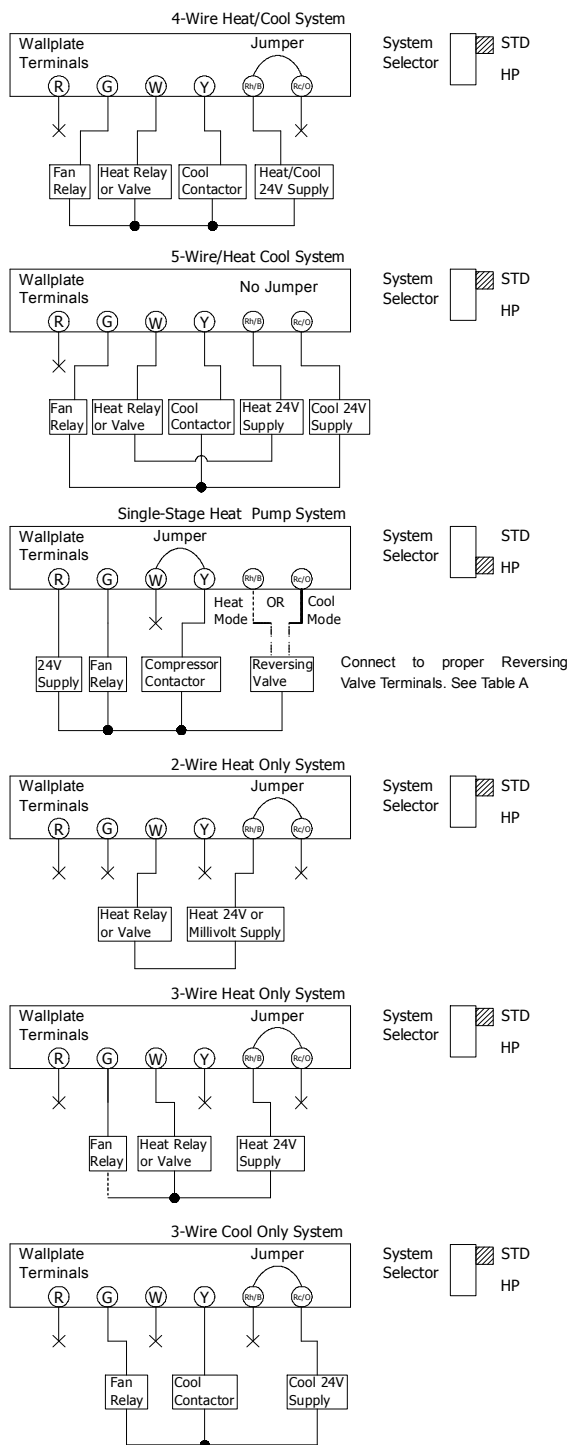 4-Wire Heat/Cool System
Wallplate
Terminals
Jumper
R G W Y Rh/B Rc/O
Fan
Relay
Heat Relay
or Valve
Cool
Contactor
Heat/Cool
24V Supply
System
Selector
STD
HP
5-Wire/Heat Cool System
Wallplate
Terminals
No Jumper
R G W Y Rh/B Rc/O
Fan
Relay
Heat Relay
or Valve
Cool
Contactor
Heat 24V
Supply
Cool 24V
Supply
System
Selector
STD
HP
Single-Stage Heat Pump System
Wallplate
Terminals
Jumper
R G W Y Rh/B Rc/O
Heat
Mode
OR
Cool
Mode
24V
Supply
Fan
Relay
Compressor
Contactor
Reversing
Valve
System
Selector
STD
HP
Connect to proper Reversing
Valve Terminals. See Table A
2-Wire Heat Only System
Wallplate
Terminals
Jumper
R G W Y Rh/B Rc/O
Heat Relay
or Valve
Heat 24V or
Millivolt Supply
System
Selector
STD
HP
3-Wire Heat Only System
Wallplate
Terminals
Jumper
R G W Y Rh/B Rc/O
Fan
Relay
Heat Relay
or Valve
Heat 24V
Supply
System
Selector
STD
HP
3-Wire Cool Only System
Wallplate
Terminals
Jumper
R G W Y Rh/B Rc/O
Fan
Relay
Cool
Contactor
Cool 24V
Supply
System
Selector
STD
HP